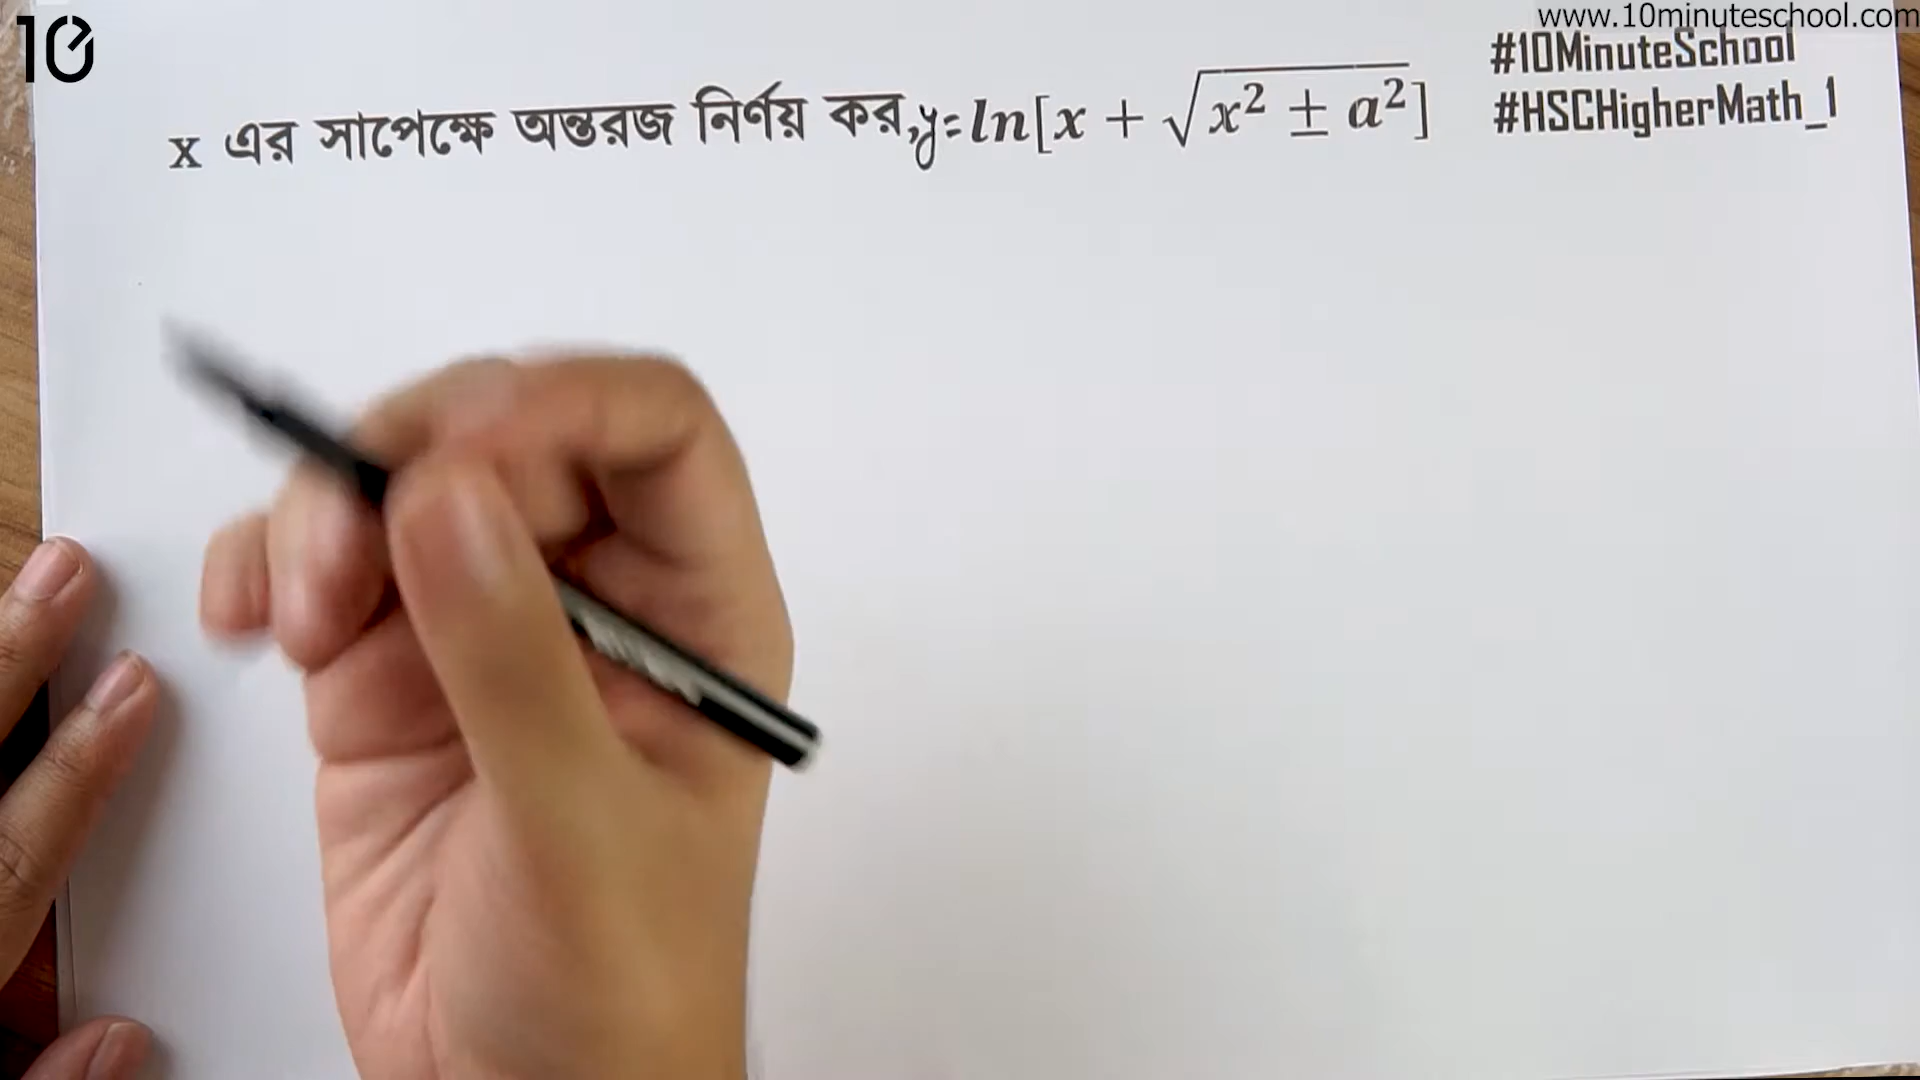 10
www.10minuteschool.com
#10MinuteSchool
#HSCHigherMath_1
x এর সাপেক্ষে অন্তরজ নির্ণয় কর, y=ln[x + √x² ± a²]